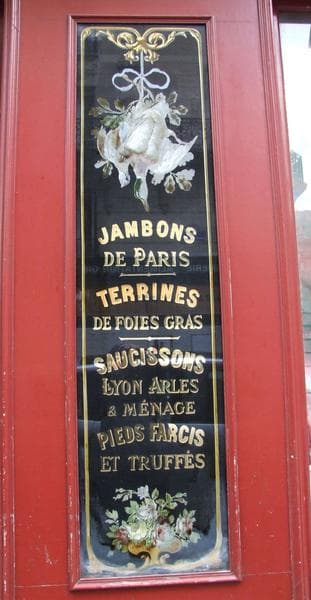 JAMBONS
DE PARIS
TERRINES
DE FOIES GRAS
SAUCISSONS
LYON ARLES
& MÉNAGE
PIEDS FARCIS
ET TRUFFÉS